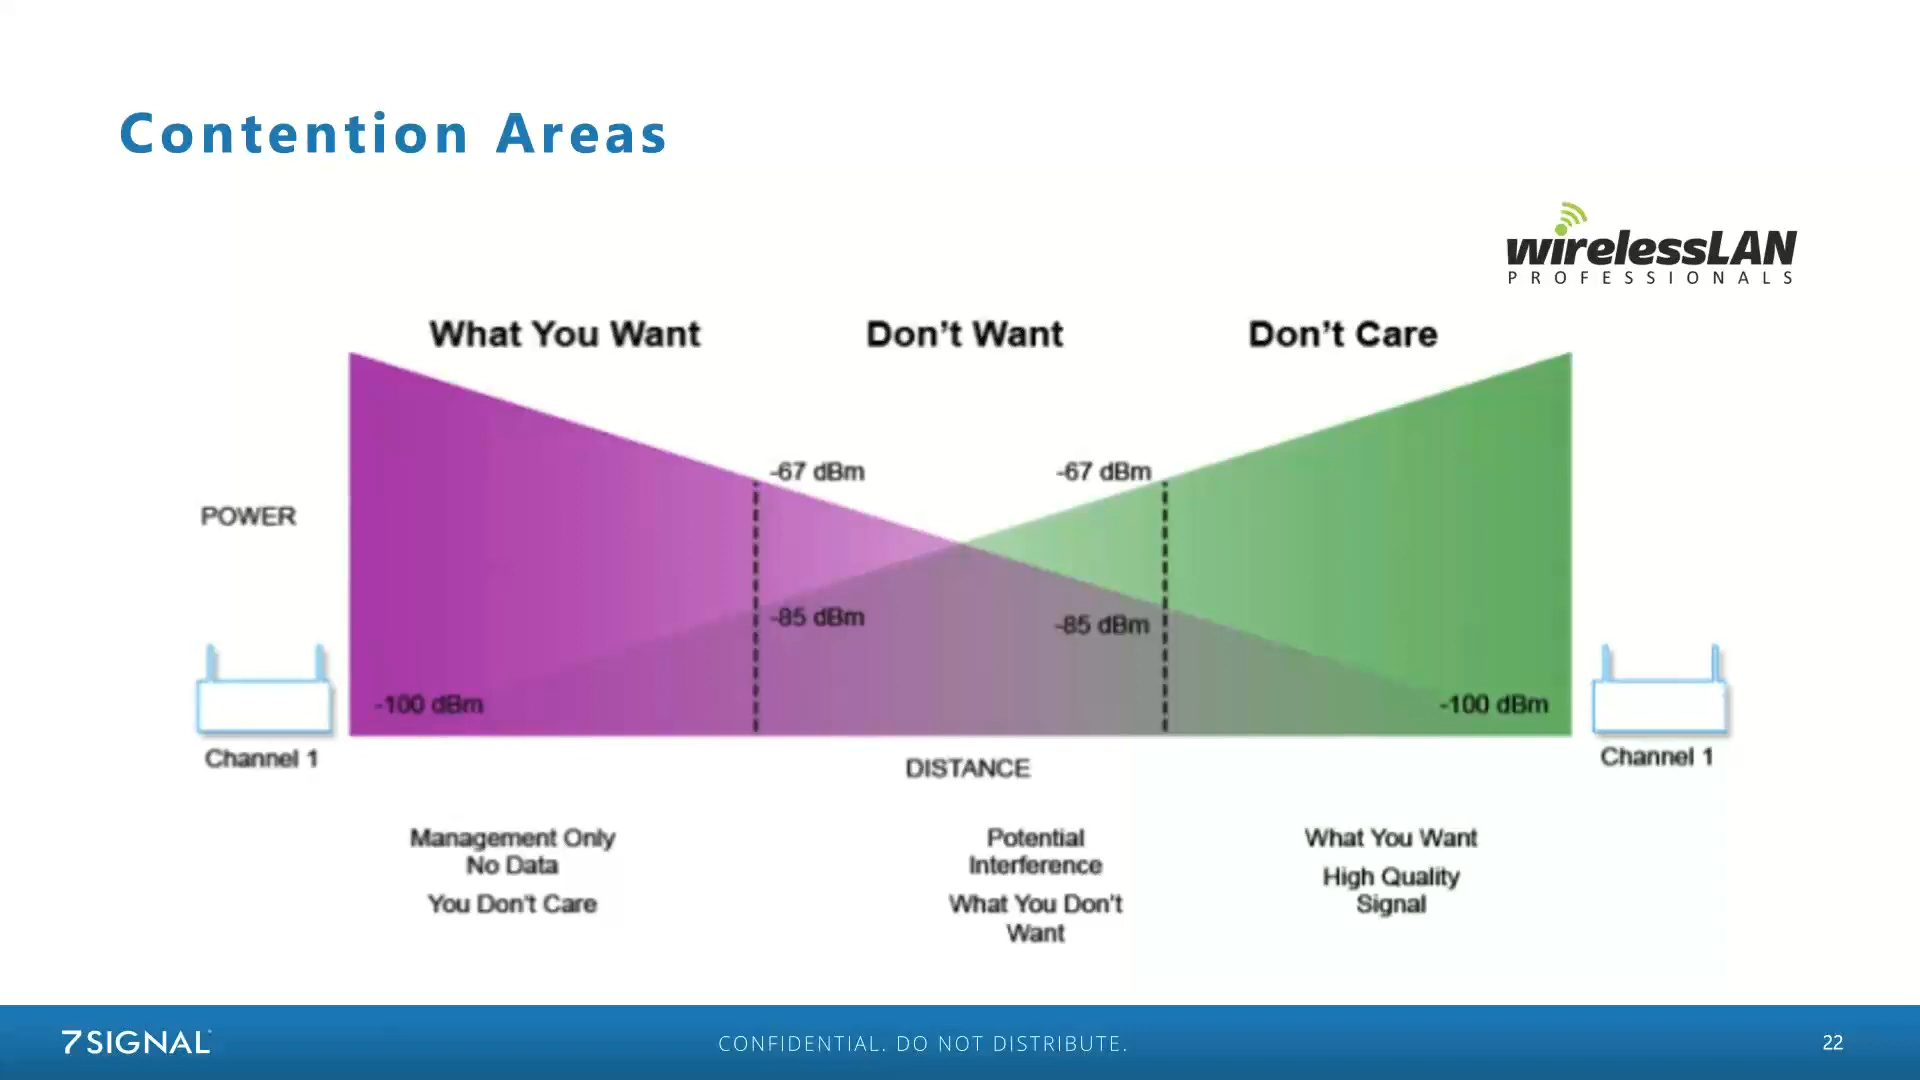 Contention Areas
wirelessLAN
PROFESSIONALS
What You Want
Don't Want
Don't Care
-67 dBm
-67 dBm
POWER
-85 dBm
-85 dBm
-100 dBm
-100 dBm
Channel 1
DISTANCE
Channel 1
Management Only
No Data
You Don't Care
Potential
Interference
What You Don't
Want
What You Want
High Quality
Signal
7SIGNAL
CONFIDENTIAL. DO NOT DISTRIBUTE.
22